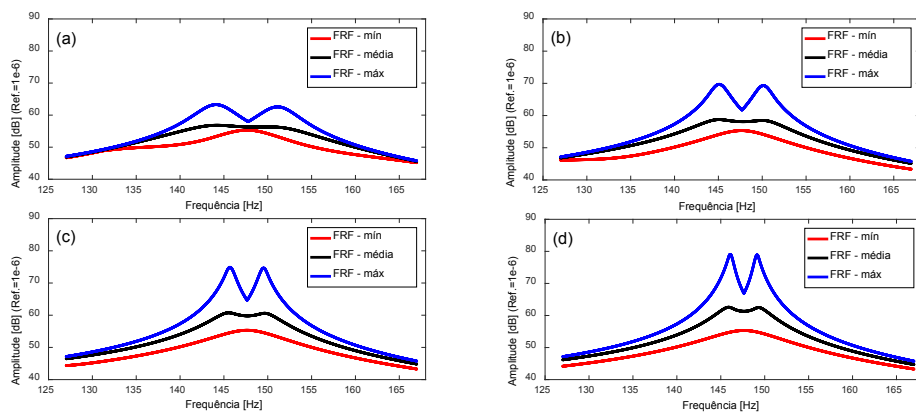 (a)
FRF - mín
FRF - média
FRF - máx
Amplitude [dB] (Ref.=1e-6)
90
80
70
60
50
40
125 130 135 140 145 150 155 160 165
Frequência [Hz]
(b)
FRF - mín
FRF - média
FRF - máx
Amplitude [dB] (Ref.=1e-6)
90
80
70
60
50
40
125 130 135 140 145 150 155 160 165
Frequência [Hz]
(c)
FRF - mín
FRF - média
FRF - máx
Amplitude [dB] (Ref.=1e-6)
90
80
70
60
50
40
125 130 135 140 145 150 155 160 165
Frequência [Hz]
(d)
FRF - mín
FRF - média
FRF - máx
Amplitude [dB] (Ref.=1e-6)
90
80
70
60
50
40
125 130 135 140 145 150 155 160 165
Frequência [Hz]